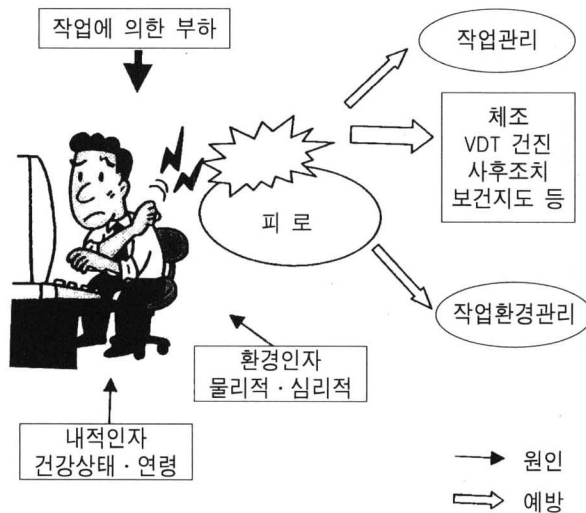 작업에 의한 부하
작업관리
체조
VDT 건진
사후조치
보건지도 등
피 로
작업환경관리
환경인자
물리적 · 심리적
내적인자
건강상태 · 연령
원인
예방